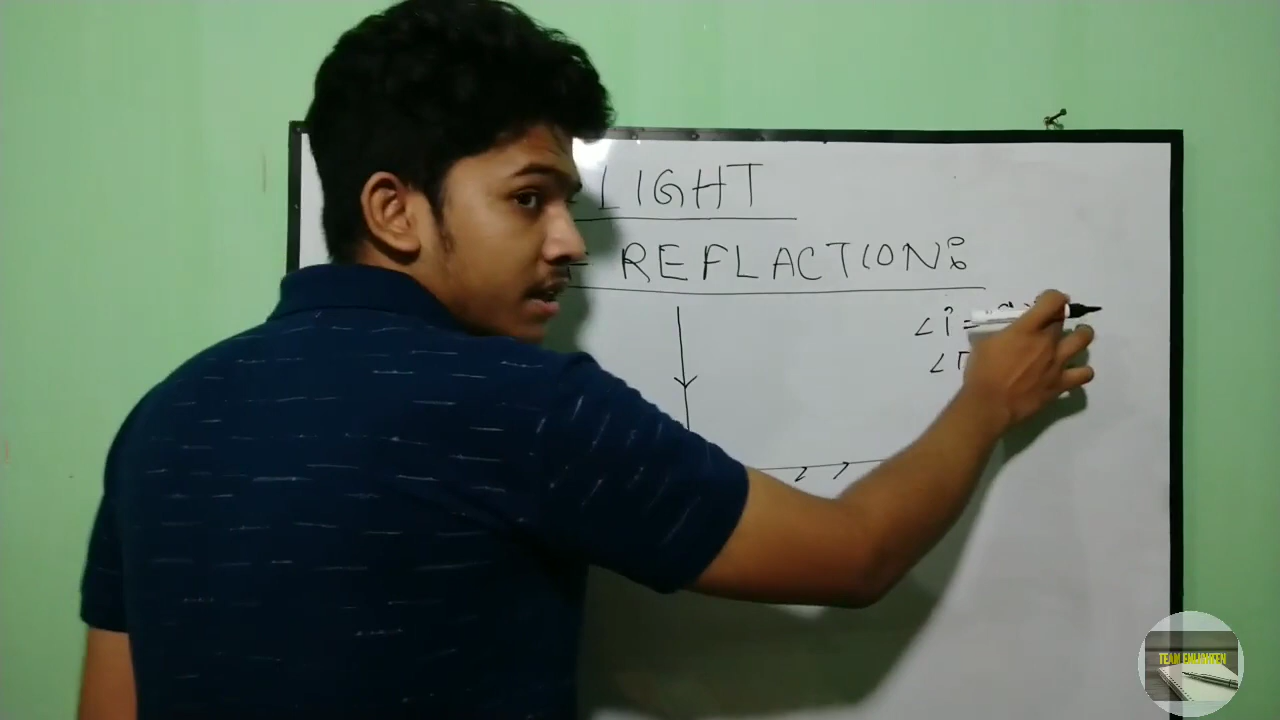 LIGHT
REFLACTION:
∠i =
∠r
TEAM ENLIGHTEN